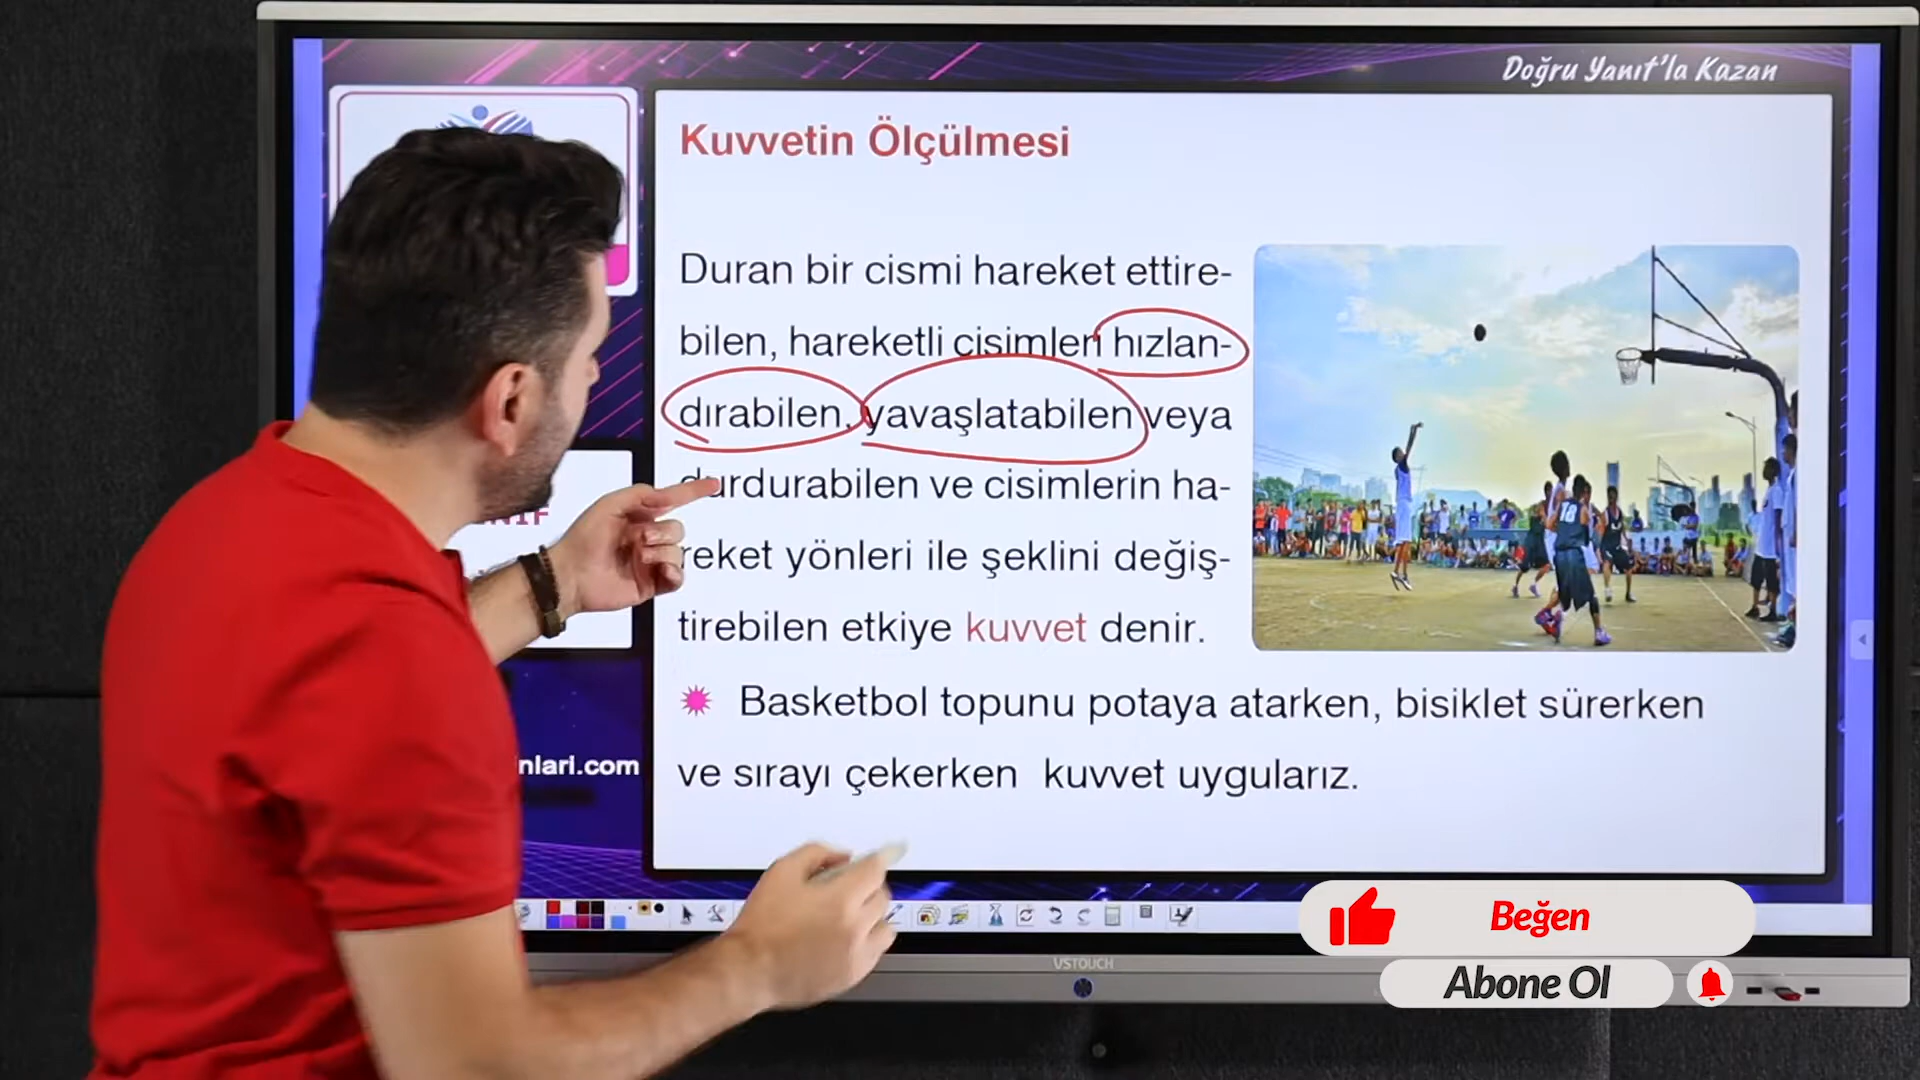 Doğru Yanıt'la Kazan
Kuvvetin Ölçülmesi
Duran bir cismi hareket ettire-
bilen, hareketli cisimleri hızlan-
dırabilen, yavaşlatabilen veya
durdurabilen ve cisimlerin ha-
reket yönleri ile şeklini değiş-
tirebilen etkiye kuvvet denir.
Basketbol topunu potaya atarken, bisiklet sürerken
ve sırayı çekerken kuvvet uygularız.
18
nlari.com
VSTOUCH
Beğen
Abone Ol